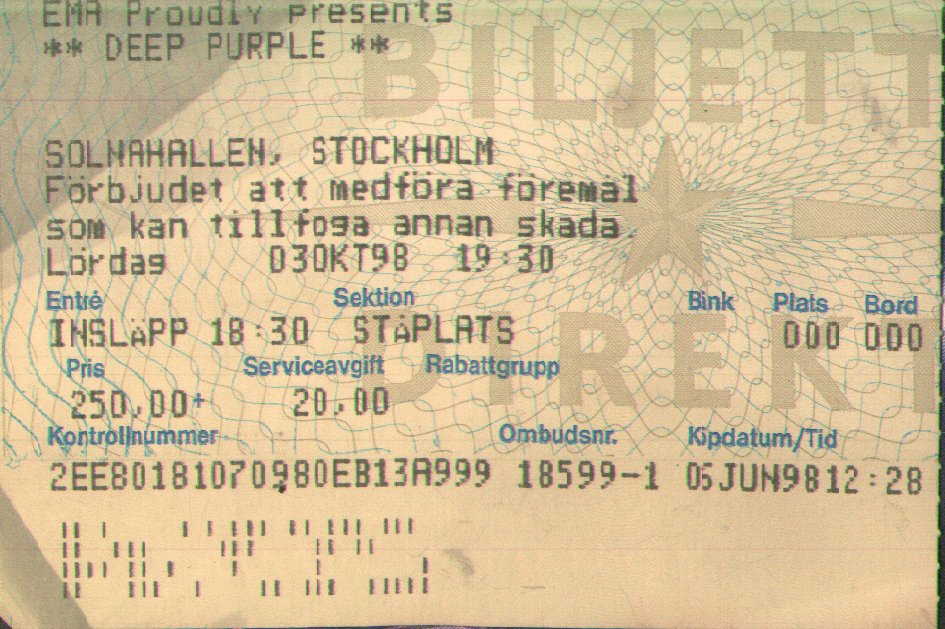 EMA Proudly presents
** DEEP PURPLE **
BILJETT
SOLNAHALLEN, STOCKHOLM
Förbjudet att medföra föremål
som kan tillfoga annan skada.
Lördag 03OKT98 19:30
Entré Sektion Bänk Plats Bord
INSLÄPP 18:30 STÅPLATS 000 000
DIREKT
Pris Serviceavgift Rabattgrupp
250,00+ 20,00
Kontrollnummer Ombudsnr. Köpdatum/Tid
2EE80181070980EB13A999 18599-1 05JUN98 12:28